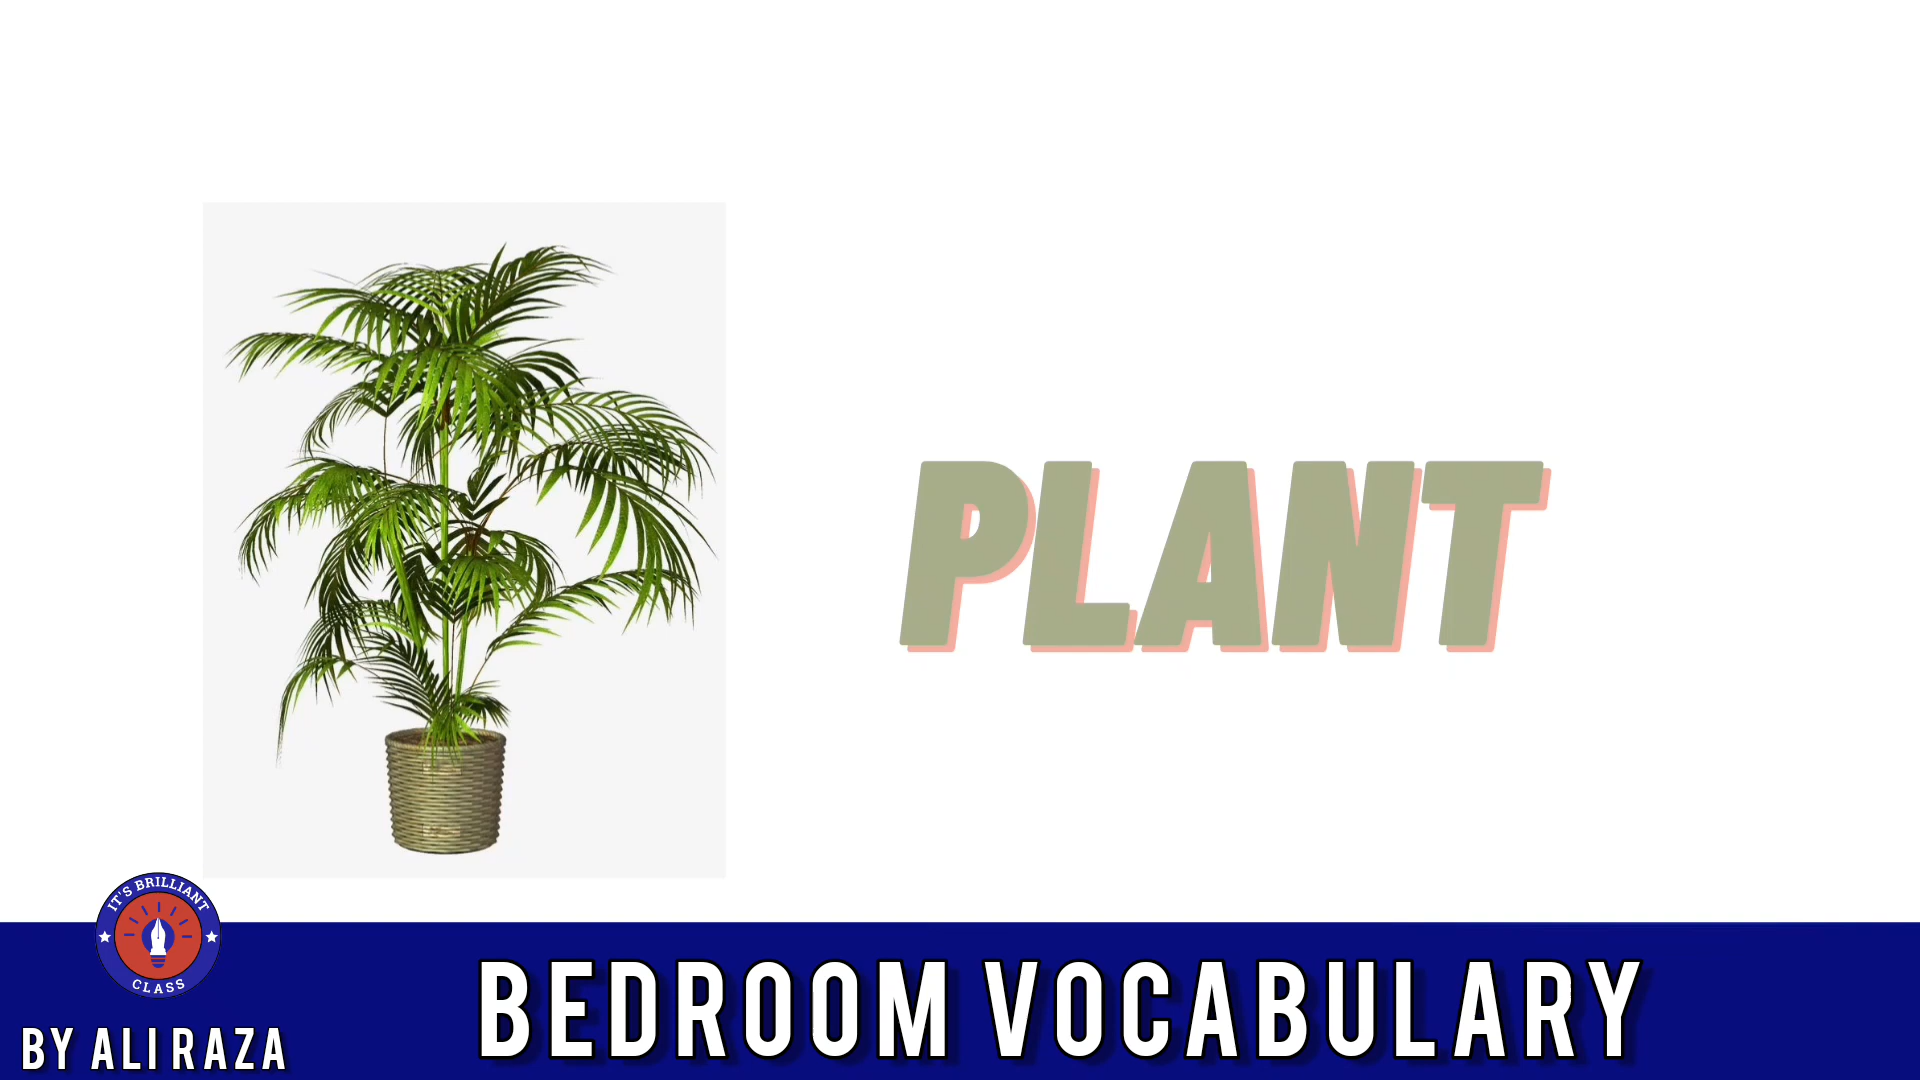 PLANT
IT'S BRILLIANT
CLASS
BY ALI RAZA
BEDROOM VOCABULARY